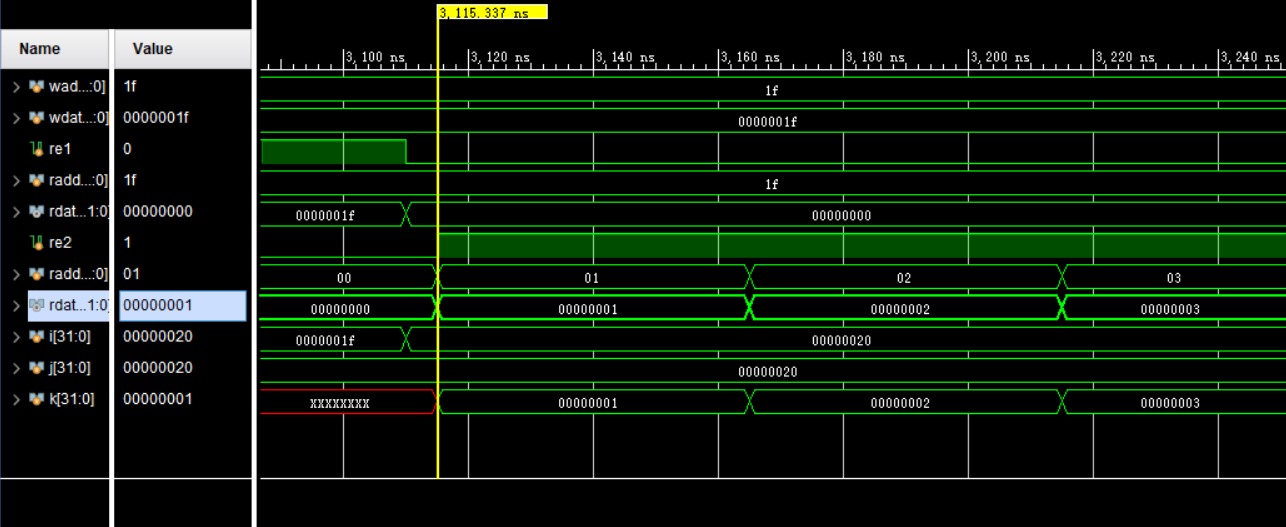 3,115.337 ns
Name Value
3,100 ns 3,120 ns 3,140 ns 3,160 ns 3,180 ns 3,200 ns 3,220 ns 3,240 ns
wad...:0] 1f 1f
wdat...:0] 0000001f 0000001f
re1 0
radd...:0] 1f 1f
rdat...1:0] 00000000 0000001f 00000000
re2 1
radd...:0] 01 00 01 02 03
rdat...1:0] 00000001 00000000 00000001 00000002 00000003
i[31:0] 00000020 0000001f 00000020
j[31:0] 00000020 00000020
k[31:0] 00000001 XXXXXXXX 00000001 00000002 00000003